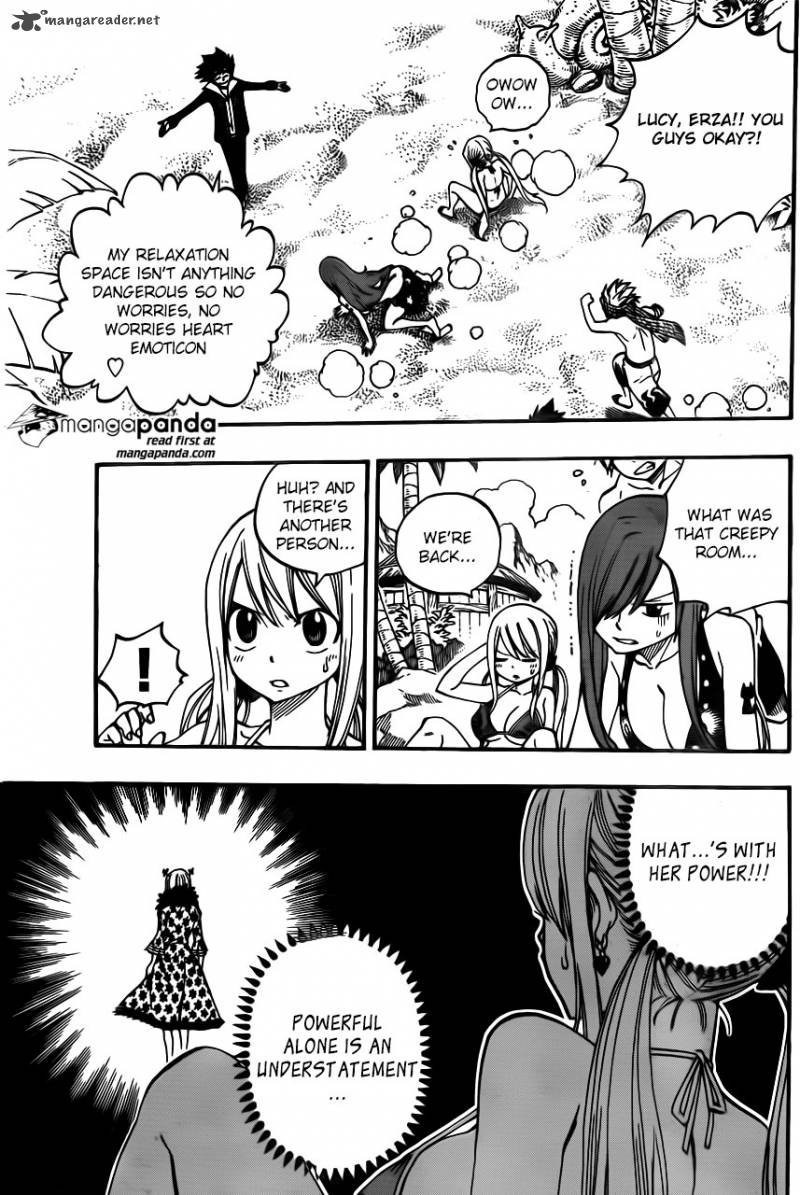 mangareader.net
LUCY, ERZA!! YOU
GUYS OKAY?!
OWOW
OW...
MY RELAXATION
SPACE ISN'T ANYTHING
DANGEROUS SO NO
WORRIES, NO
WORRIES HEART
EMOTICON
♡
mangapanda
read first at
mangapanda.com
WHAT WAS
THAT CREEPY
ROOM...
WE'RE
BACK...
HUH? AND
THERE'S
ANOTHER
PERSON...
!
WHAT...'S WITH
HER POWER!!!
POWERFUL
ALONE IS AN
UNDERSTATEMENT
...